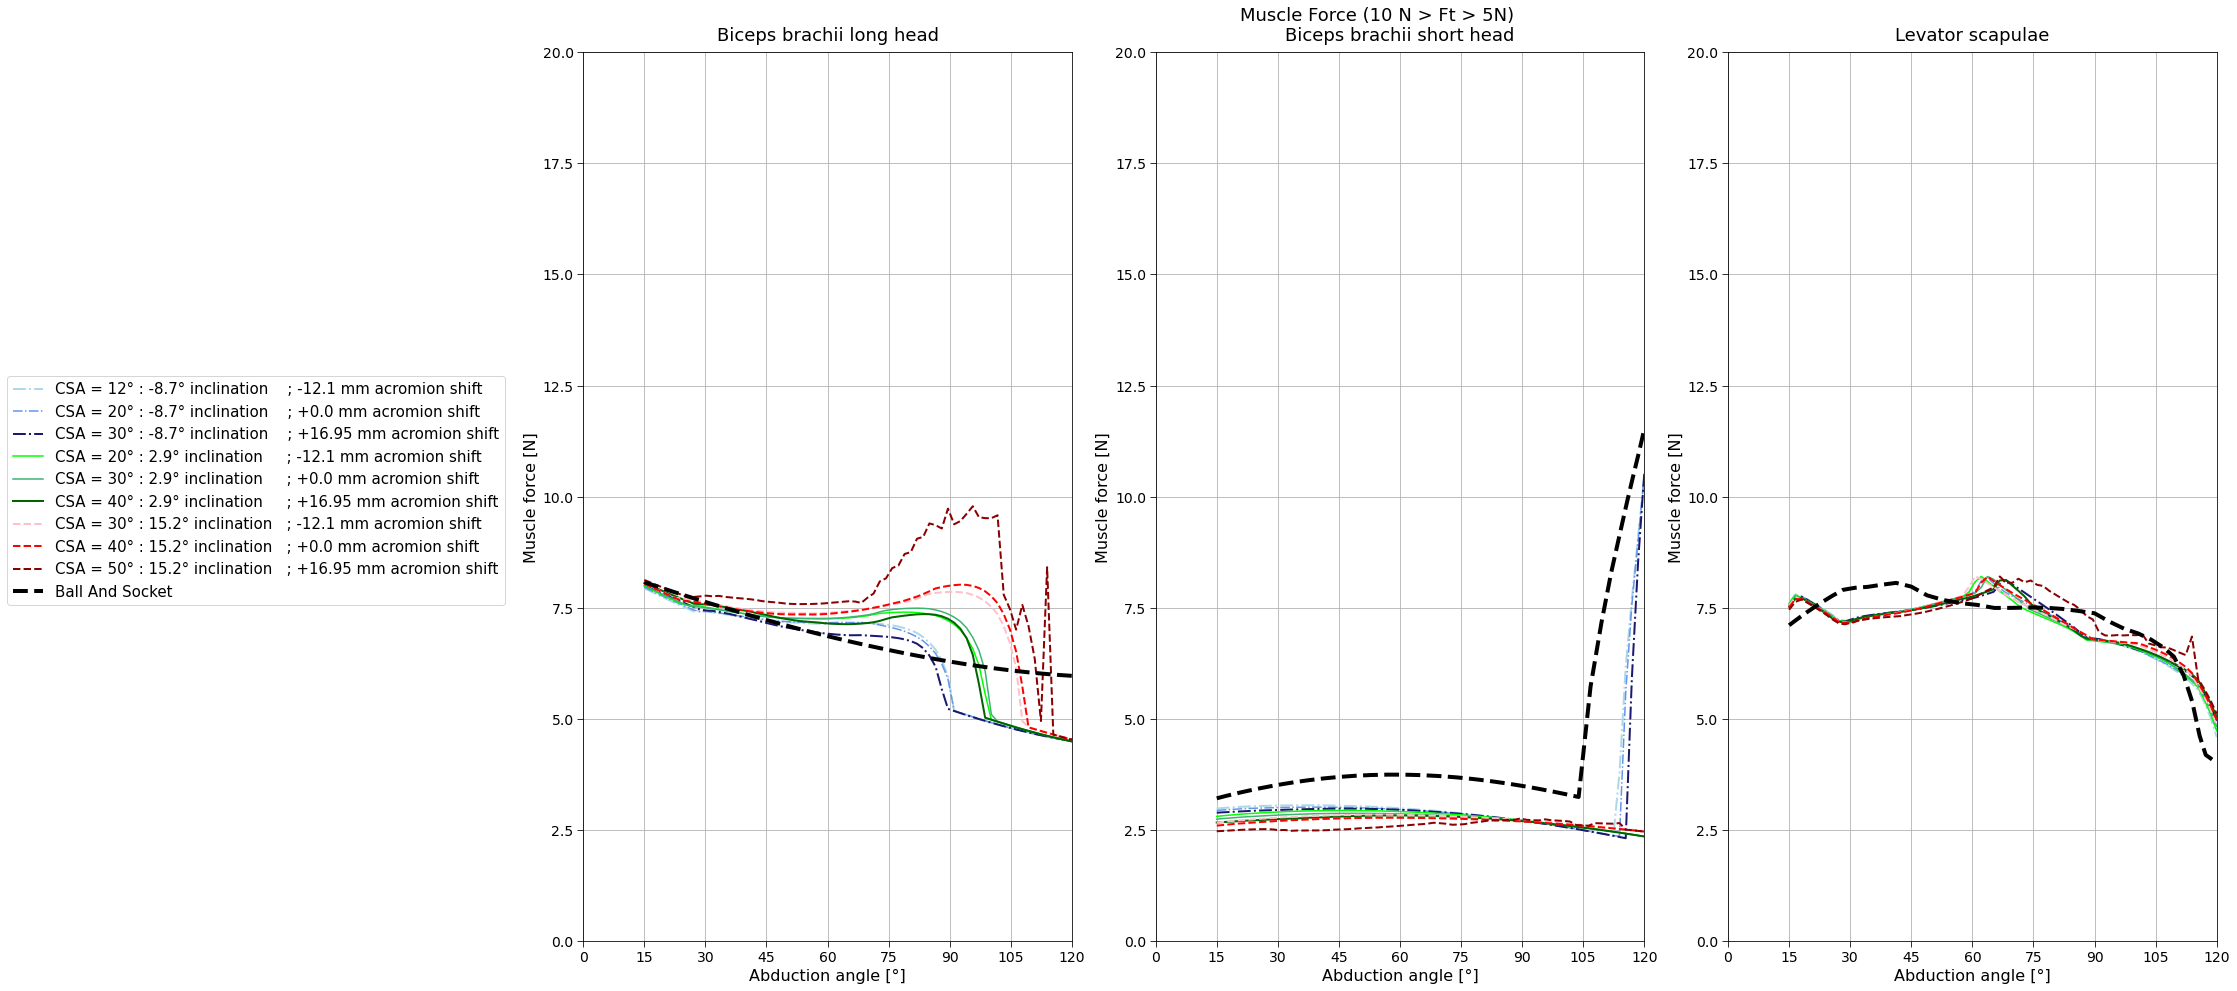 Muscle Force (10 N > Ft > 5N)
Biceps brachii long head
Biceps brachii short head
Levator scapulae
CSA = 12° : -8.7° inclination ; -12.1 mm acromion shift
CSA = 20° : -8.7° inclination ; +0.0 mm acromion shift
CSA = 30° : -8.7° inclination ; +16.95 mm acromion shift
CSA = 20° : 2.9° inclination ; -12.1 mm acromion shift
CSA = 30° : 2.9° inclination ; +0.0 mm acromion shift
CSA = 40° : 2.9° inclination ; +16.95 mm acromion shift
CSA = 30° : 15.2° inclination ; -12.1 mm acromion shift
CSA = 40° : 15.2° inclination ; +0.0 mm acromion shift
CSA = 50° : 15.2° inclination ; +16.95 mm acromion shift
Ball And Socket
Muscle force [N]
20.0
17.5
15.0
12.5
10.0
7.5
5.0
2.5
0.0
0 15 30 45 60 75 90 105 120
Abduction angle [°]
Muscle force [N]
20.0
17.5
15.0
12.5
10.0
7.5
5.0
2.5
0.0
0 15 30 45 60 75 90 105 120
Abduction angle [°]
Muscle force [N]
20.0
17.5
15.0
12.5
10.0
7.5
5.0
2.5
0.0
0 15 30 45 60 75 90 105 120
Abduction angle [°]